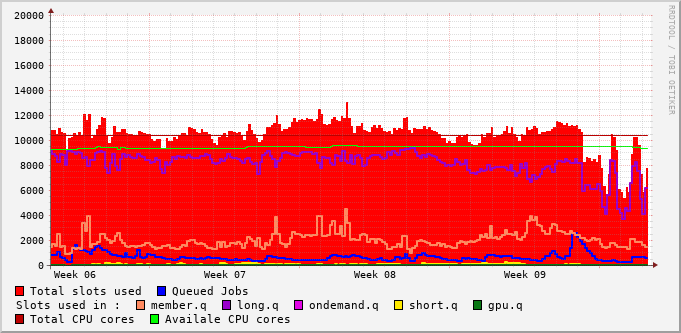 20000
18000
16000
14000
12000
10000
8000
6000
4000
2000
0
Week 06 Week 07 Week 08 Week 09
RRDTOOL / TOBI OETIKER
Total slots used Queued Jobs
Slots used in : member.q long.q ondemand.q short.q gpu.q
Total CPU cores Availale CPU cores